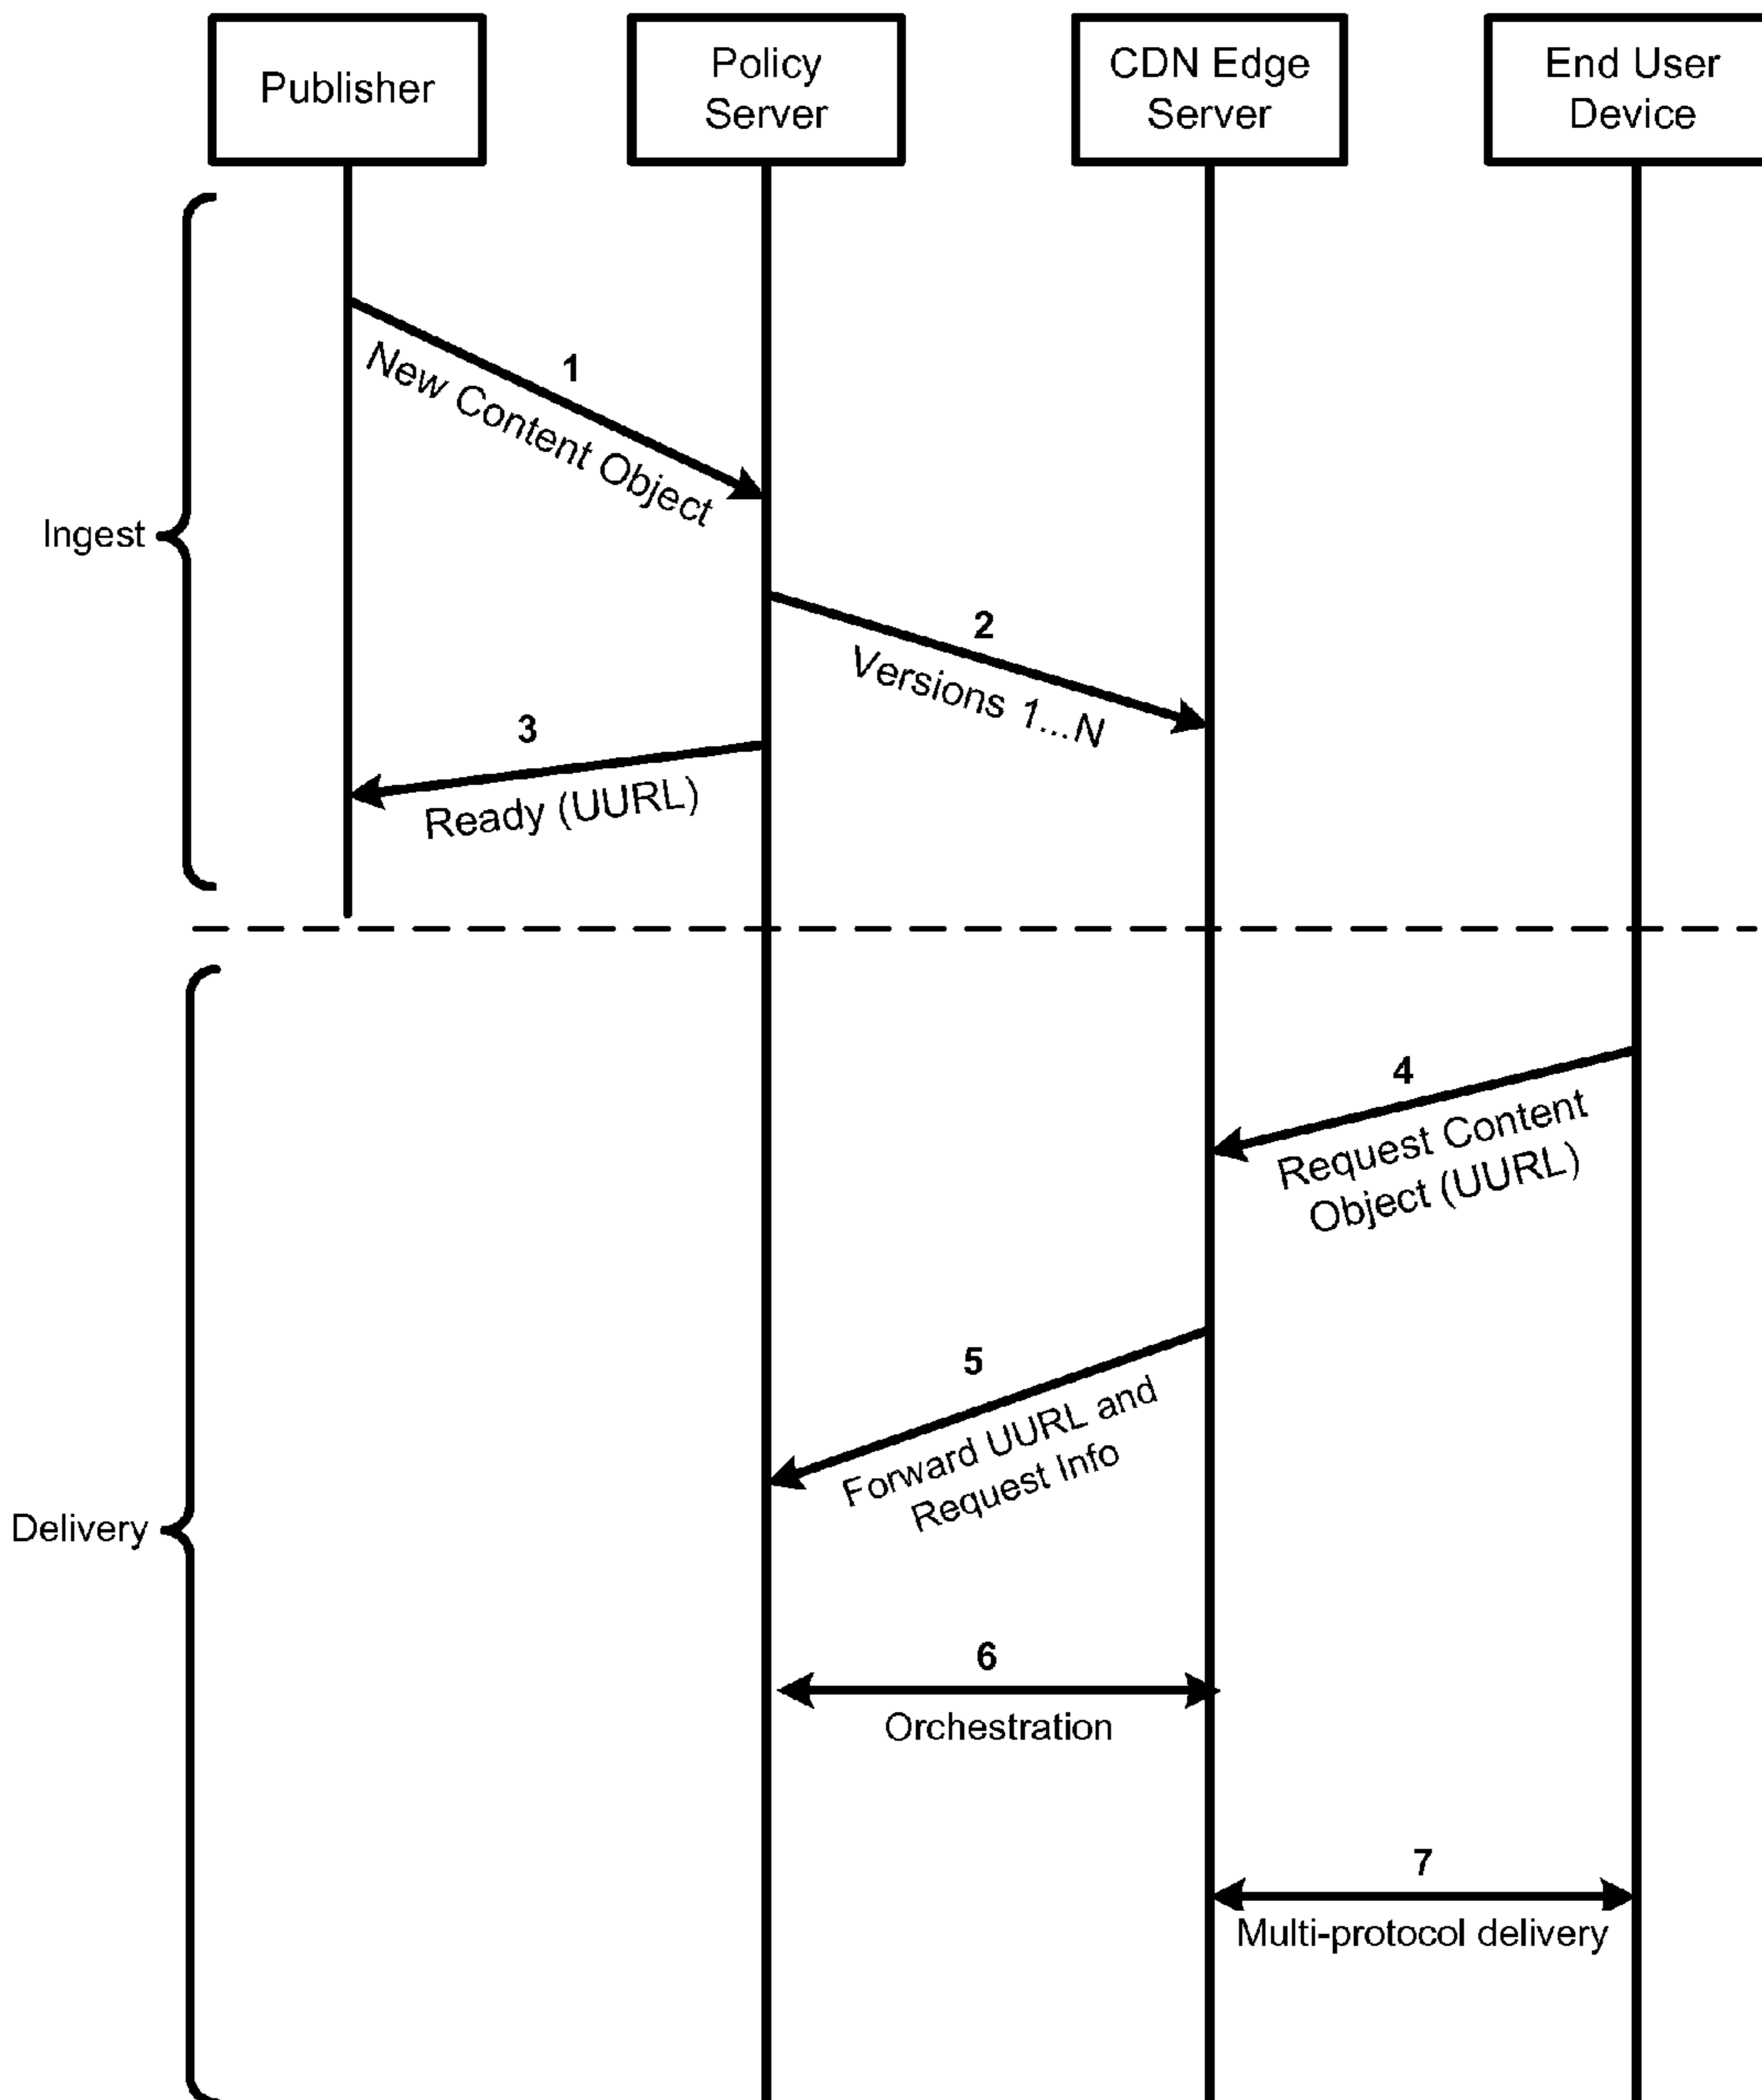 Publisher
Policy
Server
CDN Edge
Server
End User
Device
1
New Content Object
Ingest
2
Versions 1...N
3
Ready (UURL)
4
Request Content
Object (UURL)
5
Forward UURL and
Request Info
Delivery
6
Orchestration
7
Multi-protocol delivery